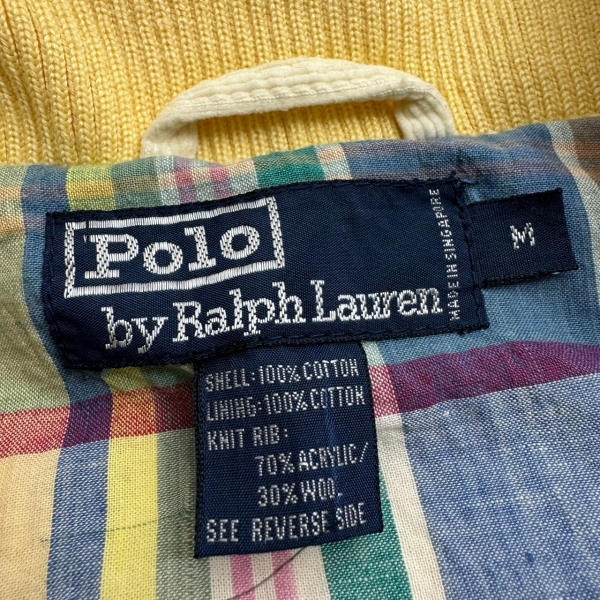 Polo
by Ralph Lauren
MADE IN SINGAPORE
M
SHELL: 100% COTTON
LINING: 100% COTTON
KNIT RIB:
70% ACRYLIC/
30% WOOL
SEE REVERSE SIDE